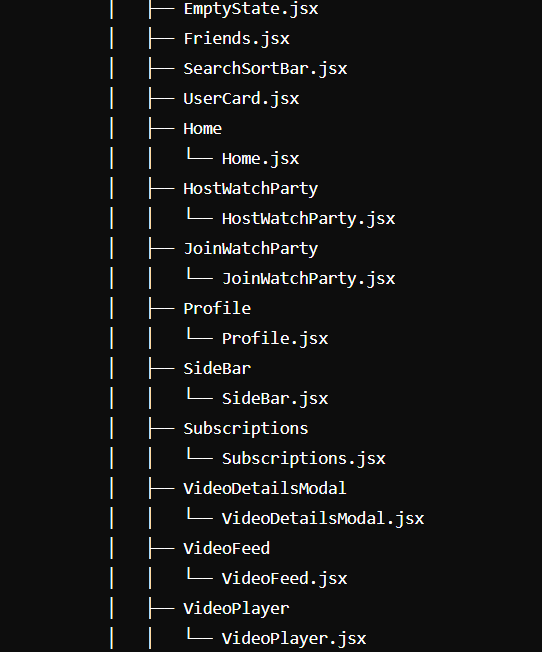 │   ├── EmptyState.jsx
│   ├── Friends.jsx
│   ├── SearchSortBar.jsx
│   ├── UserCard.jsx
│   ├── Home
│   │   └── Home.jsx
│   ├── HostWatchParty
│   │   └── HostWatchParty.jsx
│   ├── JoinWatchParty
│   │   └── JoinWatchParty.jsx
│   ├── Profile
│   │   └── Profile.jsx
│   ├── SideBar
│   │   └── SideBar.jsx
│   ├── Subscriptions
│   │   └── Subscriptions.jsx
│   ├── VideoDetailsModal
│   │   └── VideoDetailsModal.jsx
│   ├── VideoFeed
│   │   └── VideoFeed.jsx
│   ├── VideoPlayer
│   │   └── VideoPlayer.jsx